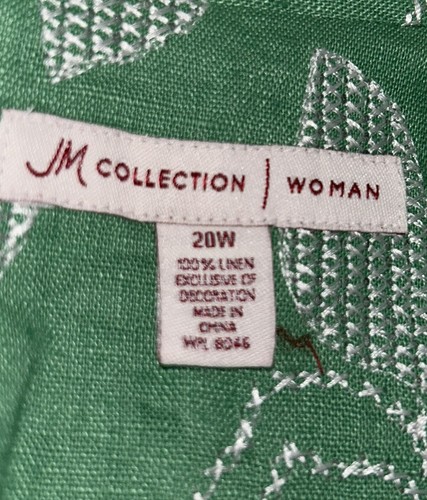 JM COLLECTION | WOMAN
20W
100% LINEN
EXCLUSIVE OF
DECORATION
MADE IN
CHINA
WPL 8046